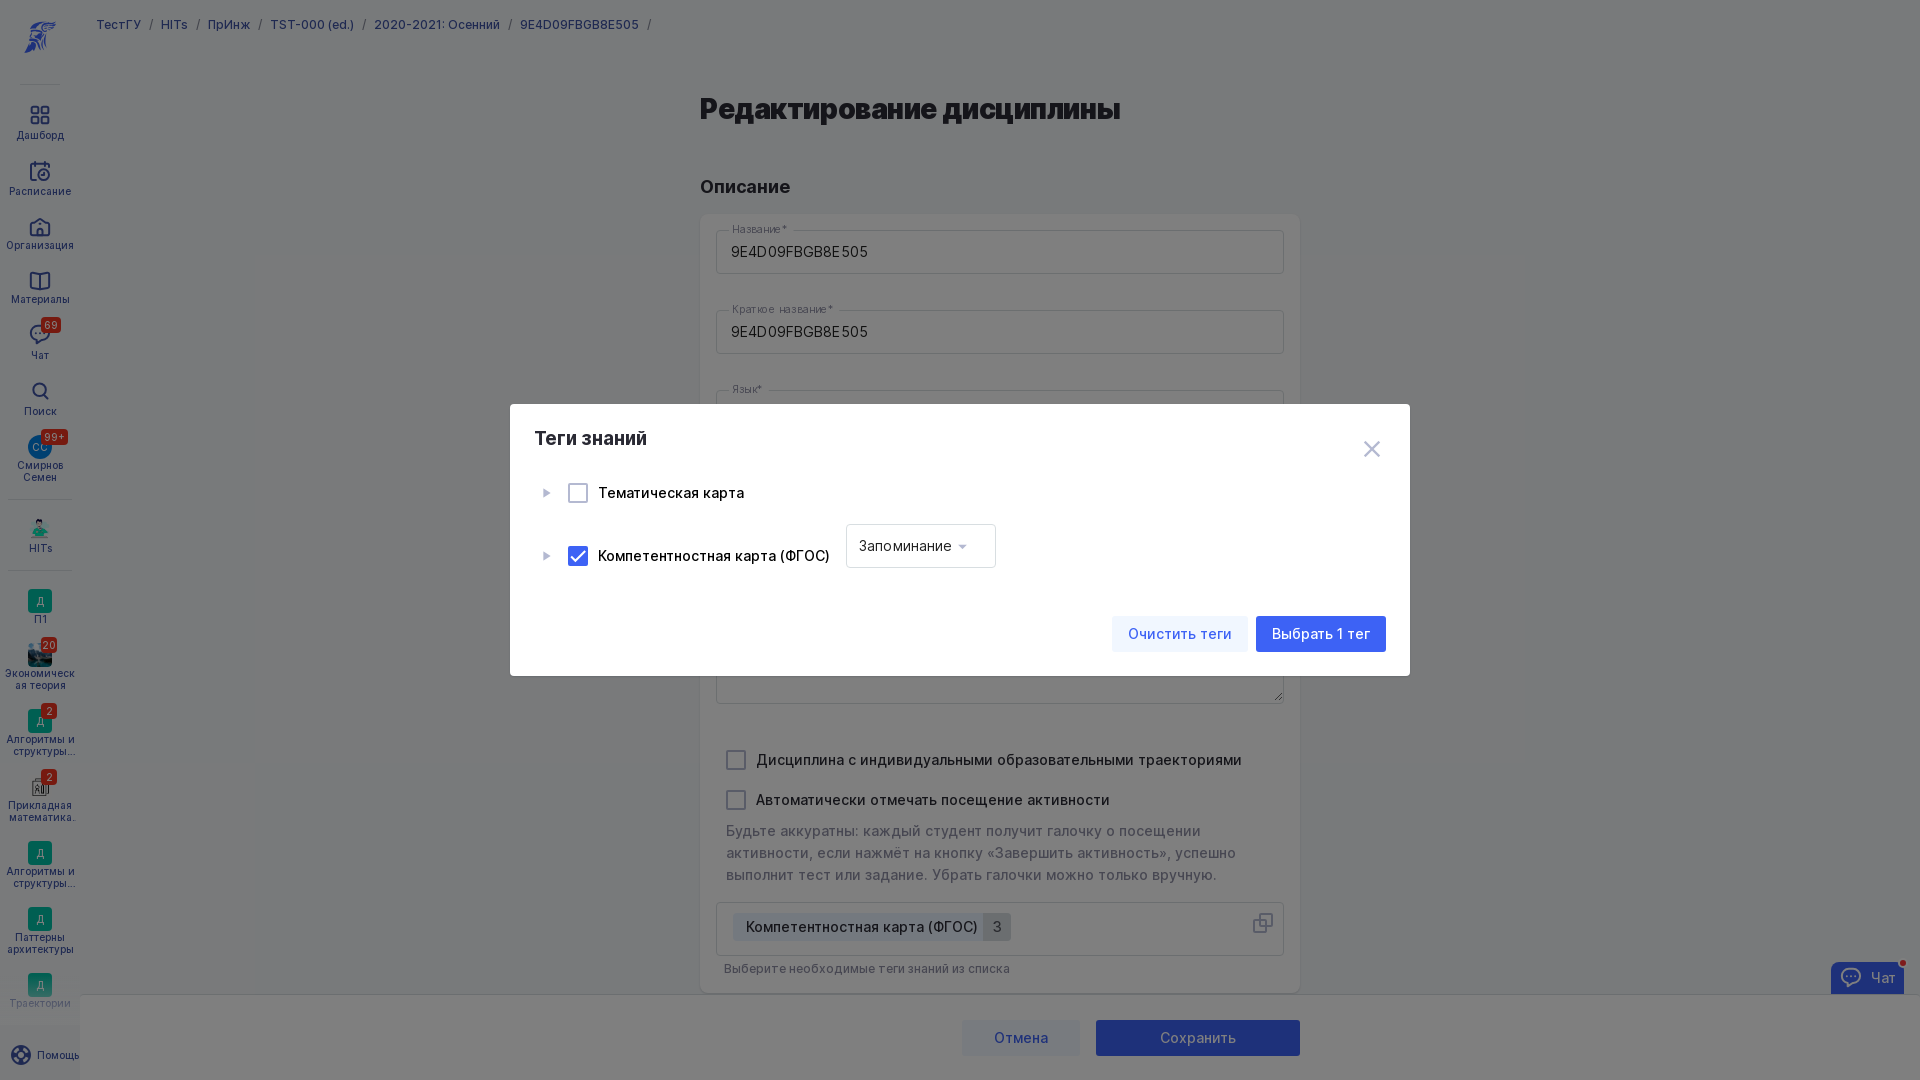 ТестГУ / HITs / ПрИнж / TST-000 (ed.) / 2020-2021: Осенний / 9E4D09FBGB8E505 /
Дашборд
Расписание
Организация
Материалы
69
Чат
Поиск
СС
99+
Смирнов
Семен
HITs
Д
П1
20
Экономическ
ая теория
Д
2
Алгоритмы и
структуры...
2
Прикладная
математика.
Д
Алгоритмы и
структуры...
Д
Паттерны
архитектуры
Д
Траектории
Помощь
Редактирование дисциплины
Описание
Название*
9E4D09FBGB8E505
Краткое название*
9E4D09FBGB8E505
Язык*
Теги знаний
Тематическая карта
Компетентностная карта (ФГОС)
Запоминание
Очистить теги
Выбрать 1 тег
Дисциплина с индивидуальными образовательными траекториями
Автоматически отмечать посещение активности
Будьте аккуратны: каждый студент получит галочку о посещении
активности, если нажмёт на кнопку «Завершить активность», успешно
выполнит тест или задание. Убрать галочки можно только вручную.
Компетентностная карта (ФГОС) 3
Выберите необходимые теги знаний из списка
Чат
Отмена
Сохранить